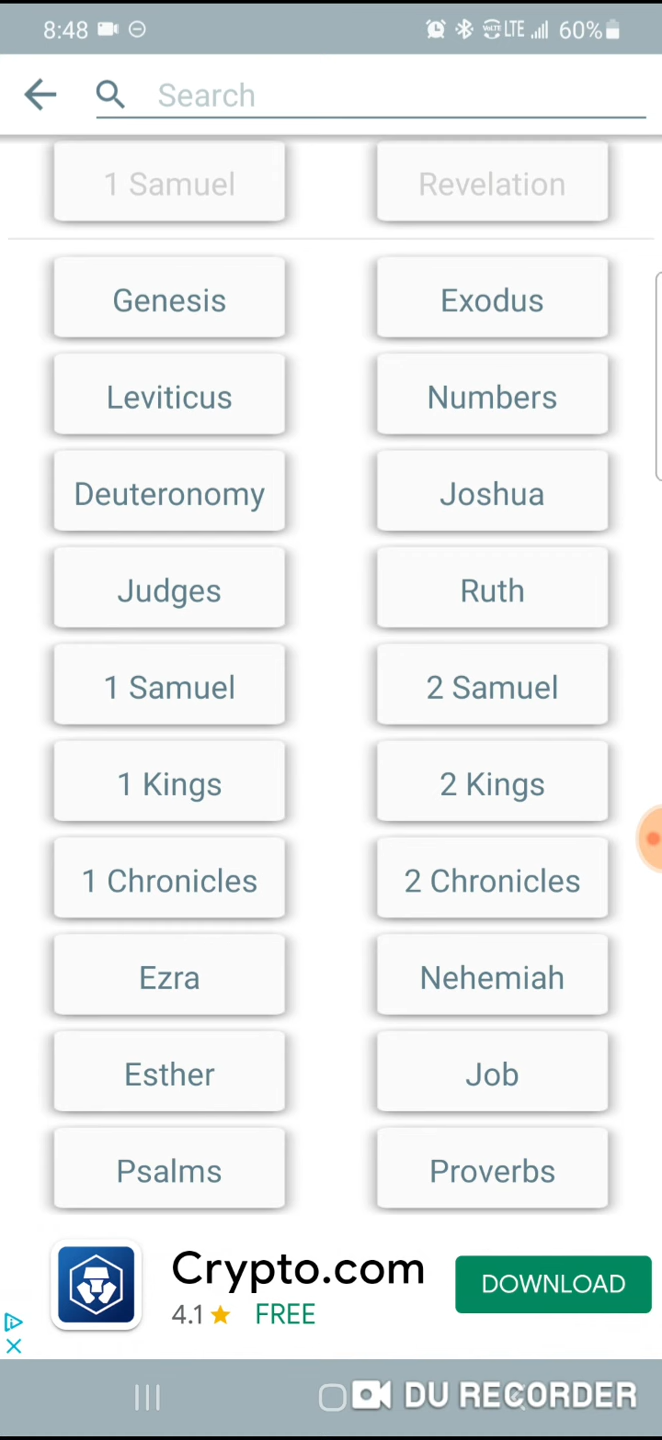 8:48 LTE 60%
Search
1 Samuel Revelation
Genesis Exodus
Leviticus Numbers
Deuteronomy Joshua
Judges Ruth
1 Samuel 2 Samuel
1 Kings 2 Kings
1 Chronicles 2 Chronicles
Ezra Nehemiah
Esther Job
Psalms Proverbs
Crypto.com
4.1 FREE
DOWNLOAD
DU RECORDER